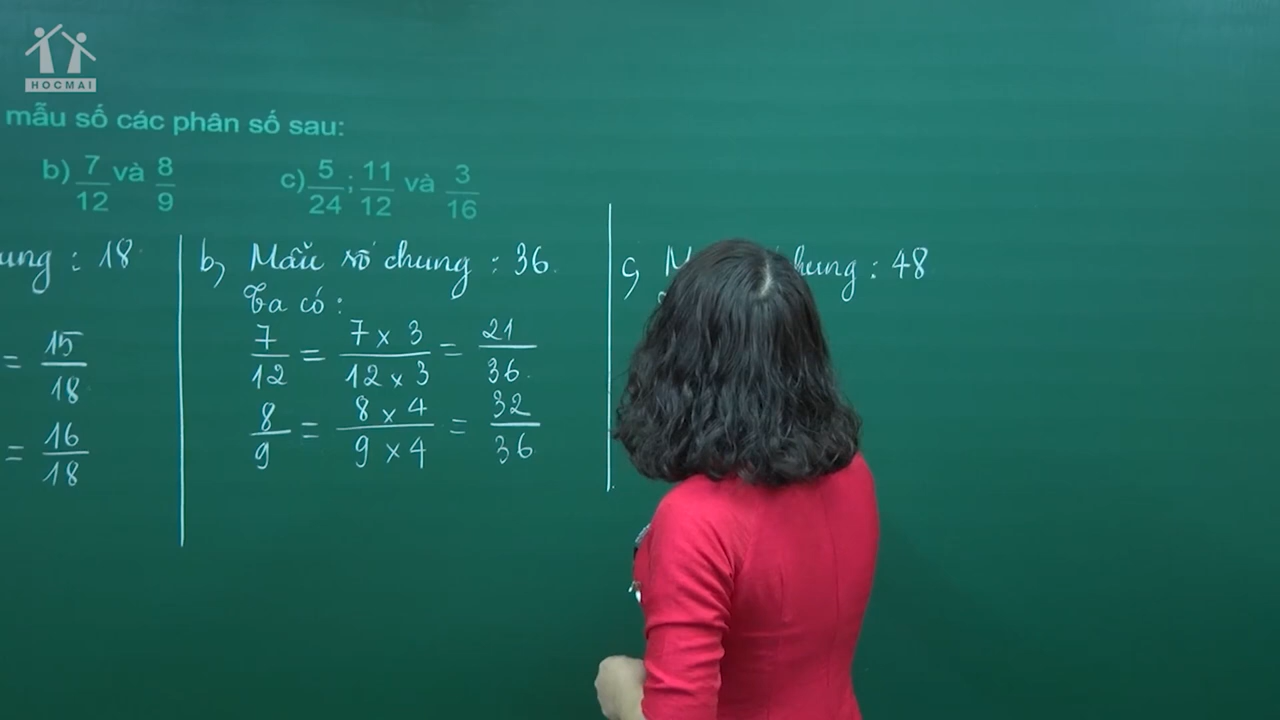 HOCMAI
mẫu số các phân số sau:
b) 7/12 và 8/9 c) 5/24 ; 11/12 và 3/16
ung : 18
= 15/18
= 16/18
b, Mẫu số chung : 36
Ta có :
7/12 = 7 x 3/12 x 3 = 21/36
8/9 = 8 x 4/9 x 4 = 32/36
c, M hung : 48